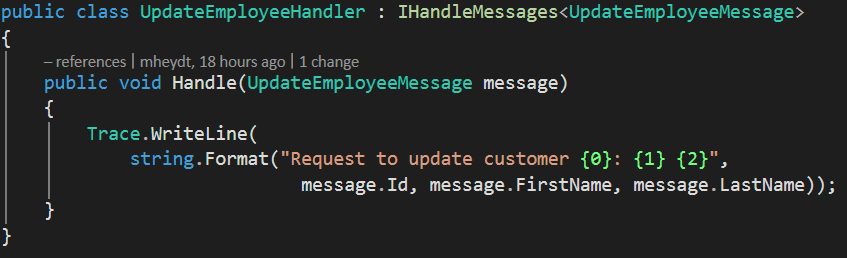 public class UpdateEmployeeHandler : IHandleMessages<UpdateEmployeeMessage>
{
– references | mheydt, 18 hours ago | 1 change
public void Handle(UpdateEmployeeMessage message)
{
Trace.WriteLine(
string.Format("Request to update customer {0}: {1} {2}",
message.Id, message.FirstName, message.LastName));
}
}